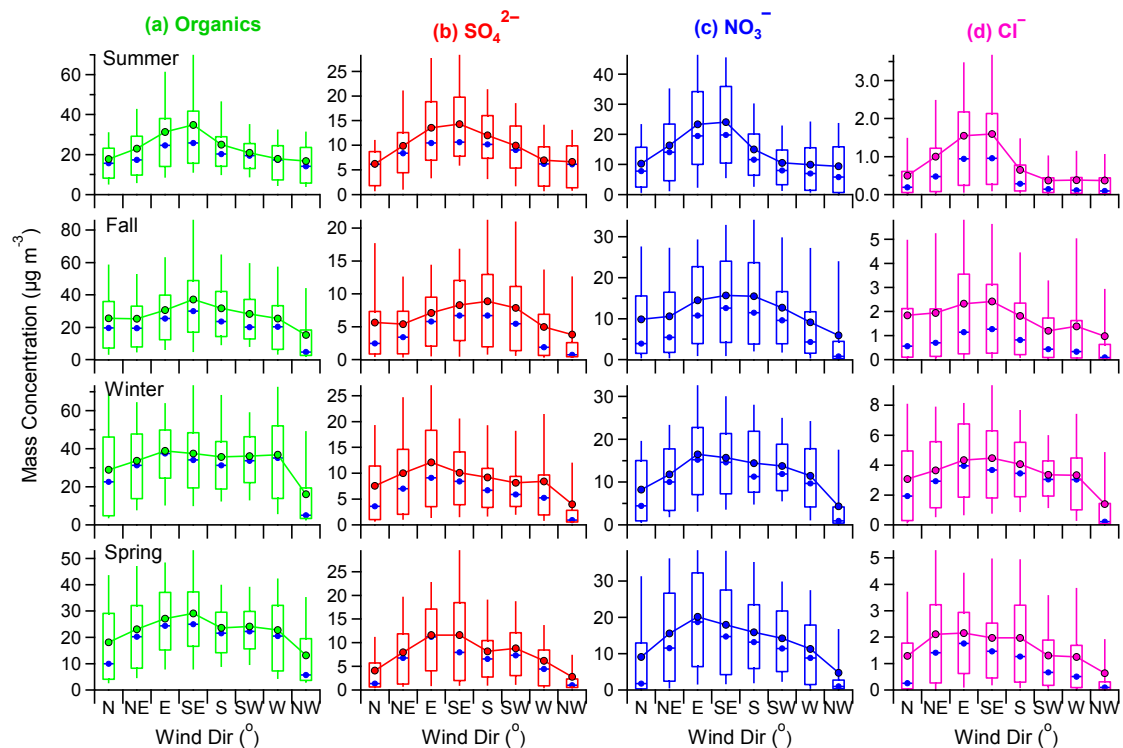 (a) Organics (b) SO₄²⁻ (c) NO₃⁻ (d) Cl⁻
Mass Concentration (µg m⁻³)
Summer
60 25 40 3.0
40 20 30 2.0
20 15 20 1.0
0 10 10 0.0
5 0
0
Fall
80 20 30 5
60 15 20 4
40 10 10 3
20 5 0 2
0 0 1
0
Winter
60 25 30 8
40 20 20 6
20 15 10 4
0 10 0 2
5 0
0
Spring
50 25 30 5
40 20 20 4
30 15 10 3
20 10 0 2
10 5 1
0 0 0
N NE E SE S SW W NW N NE E SE S SW W NW N NE E SE S SW W NW N NE E SE S SW W NW
Wind Dir (°) Wind Dir (°) Wind Dir (°) Wind Dir (°)